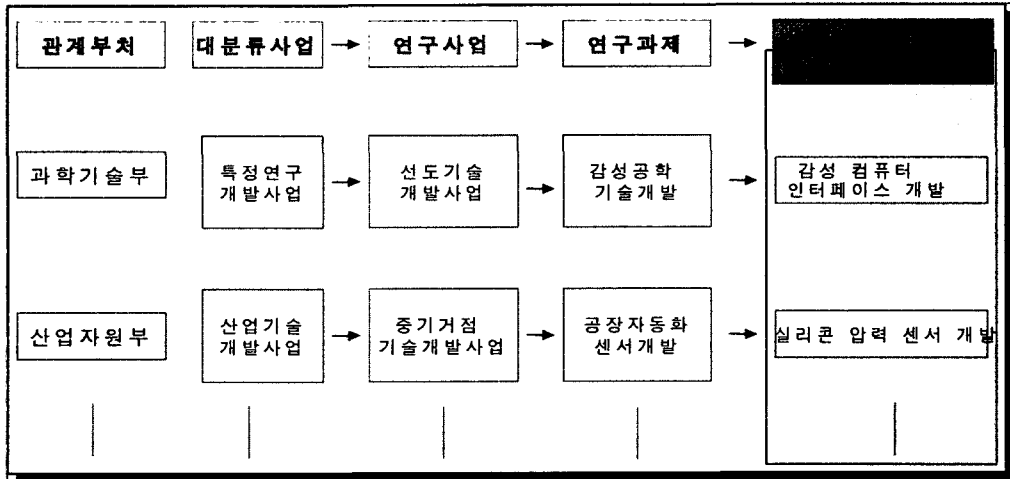 관계부처
대분류사업
연구사업
연구과제
과학기술부
특정연구
개발사업
선도기술
개발사업
감성공학
기술개발
감성 컴퓨터
인터페이스 개발
산업자원부
산업기술
개발사업
중기거점
기술개발사업
공장자동화
센서개발
실리콘 압력 센서 개발